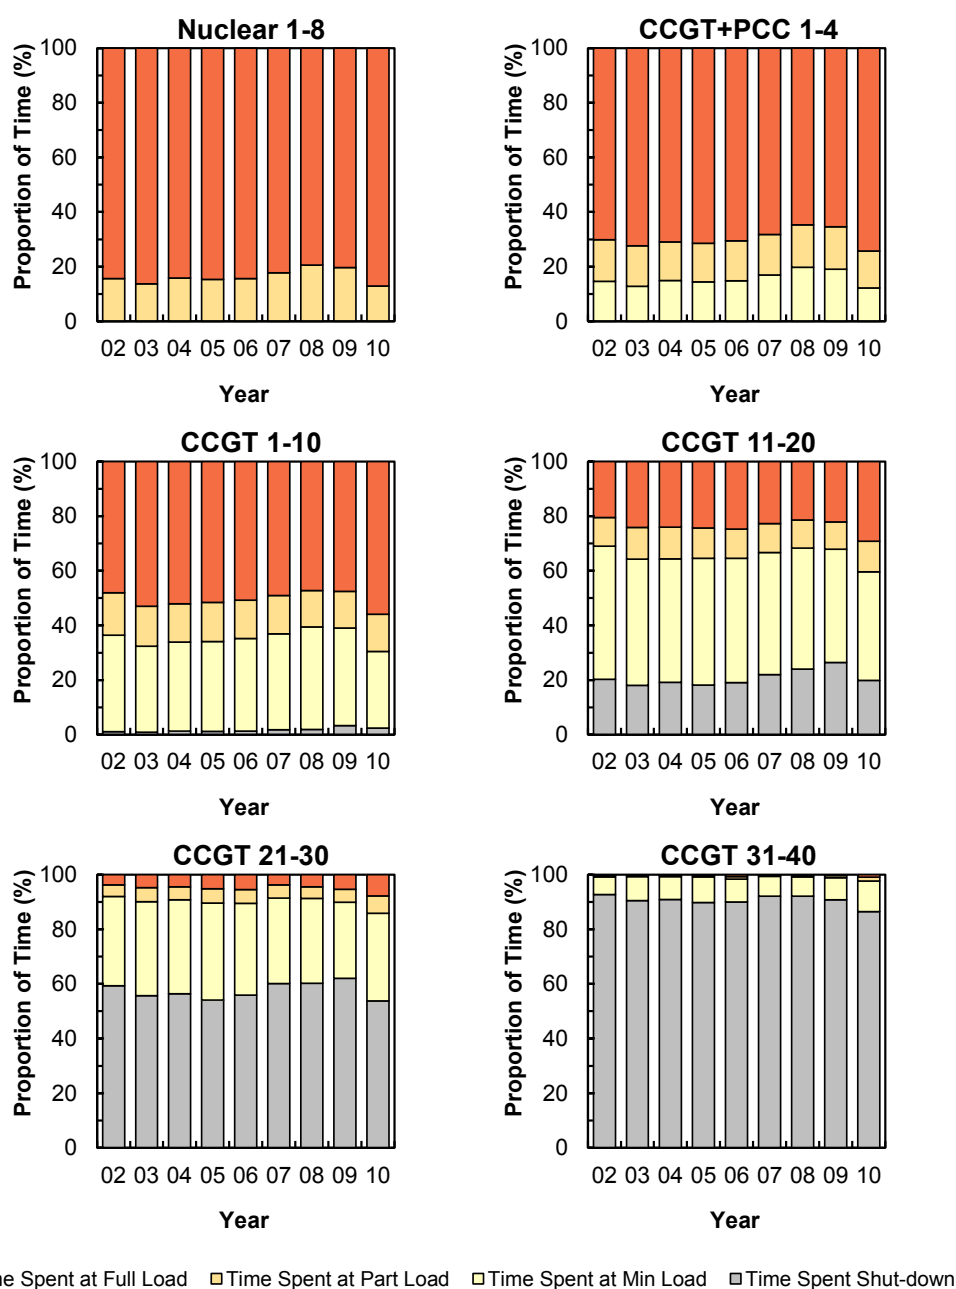 Nuclear 1-8
CCGT+PCC 1-4
Proportion of Time (%)
100
80
60
40
20
0
02 03 04 05 06 07 08 09 10
Year
Proportion of Time (%)
100
80
60
40
20
0
02 03 04 05 06 07 08 09 10
Year
CCGT 1-10
CCGT 11-20
Proportion of Time (%)
100
80
60
40
20
0
02 03 04 05 06 07 08 09 10
Year
Proportion of Time (%)
100
80
60
40
20
0
02 03 04 05 06 07 08 09 10
Year
CCGT 21-30
CCGT 31-40
Proportion of Time (%)
100
80
60
40
20
0
02 03 04 05 06 07 08 09 10
Year
Proportion of Time (%)
100
80
60
40
20
0
02 03 04 05 06 07 08 09 10
Year
Spent at Full Load Time Spent at Part Load Time Spent at Min Load Time Spent Shut-down